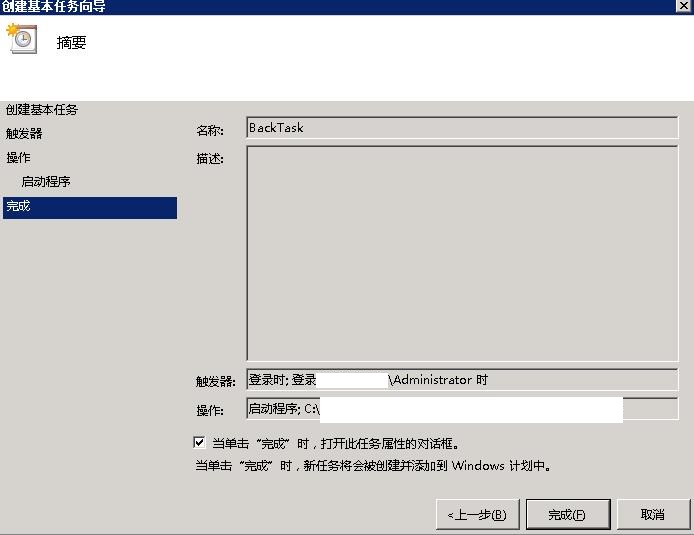 创建基本任务向导
摘要
创建基本任务
触发器
操作
启动程序
完成
名称: BackTask
描述:
触发器: 登录时; 登录 \Administrator 时
操作: 启动程序; C:\
当单击“完成”时，打开此任务属性的对话框。
当单击“完成”时，新任务将会被创建并添加到 Windows 计划中。
<上一步(B) 完成(F) 取消